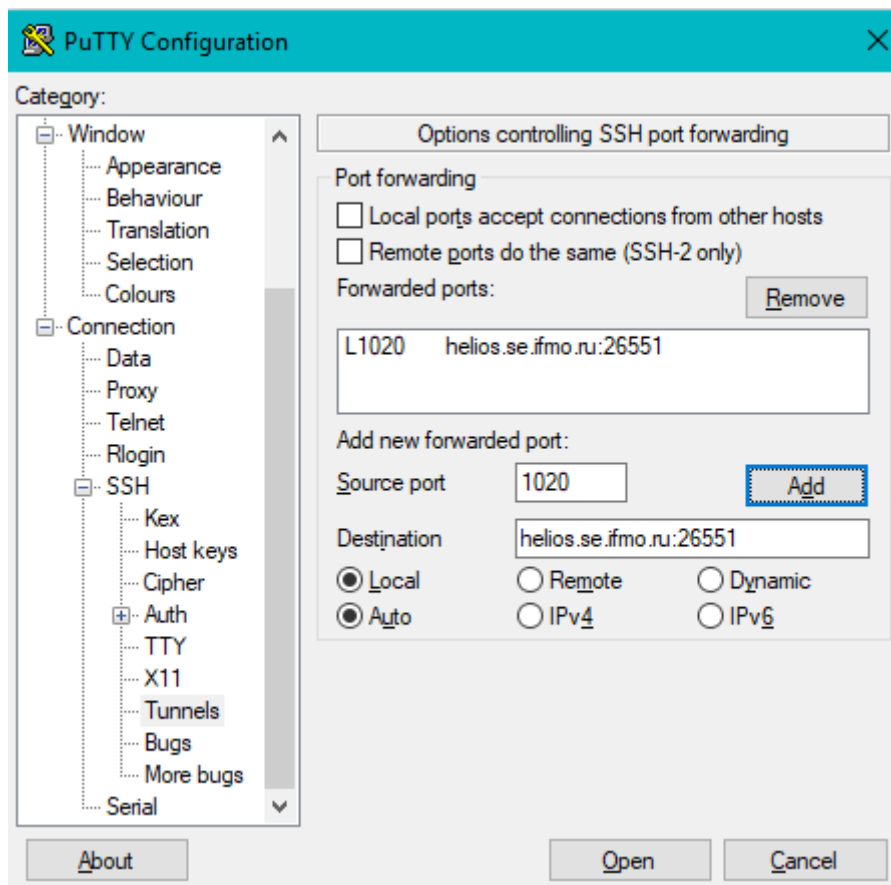 PuTTY Configuration
Category:
Window
Appearance
Behaviour
Translation
Selection
Colours
Connection
Data
Proxy
Telnet
Rlogin
SSH
Kex
Host keys
Cipher
Auth
TTY
X11
Tunnels
Bugs
More bugs
Serial
Options controlling SSH port forwarding
Port forwarding
Local ports accept connections from other hosts
Remote ports do the same (SSH-2 only)
Forwarded ports:
Remove
L1020 helios.se.ifmo.ru:26551
Add new forwarded port:
Source port 1020 Add
Destination helios.se.ifmo.ru:26551
Local Remote Dynamic
Auto IPv4 IPv6
About Open Cancel